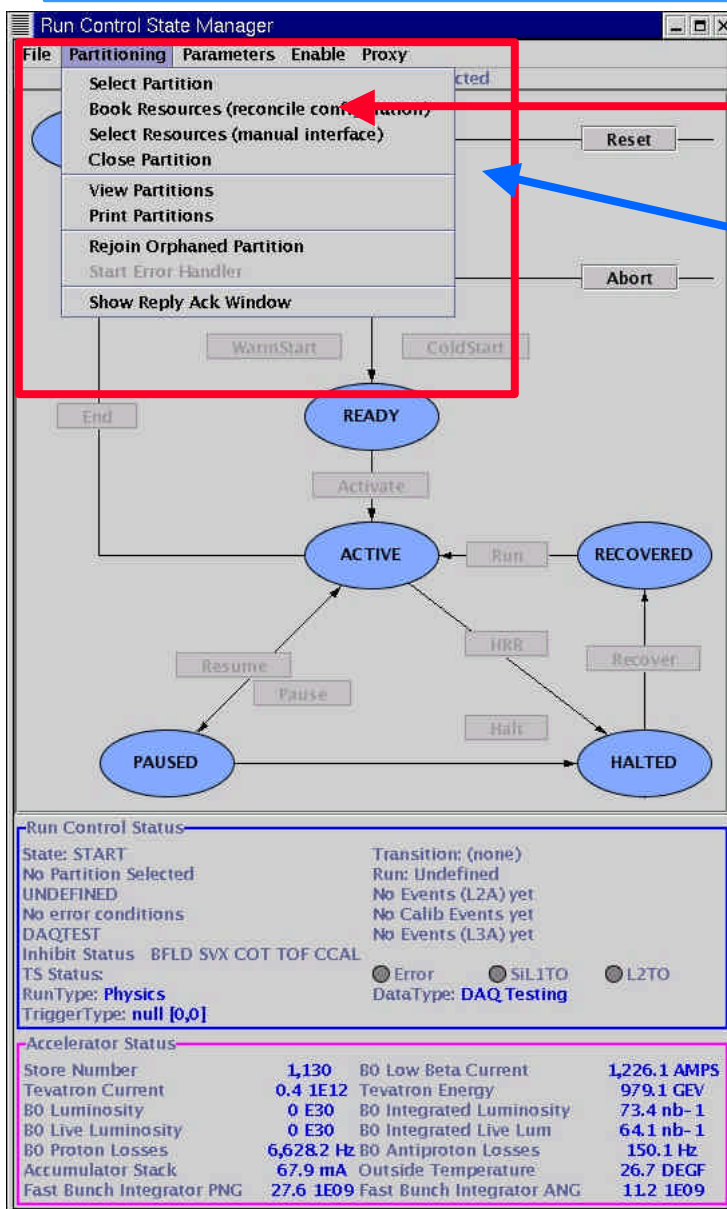 Run Control State Manager
File Partitioning Parameters Enable Proxy
cted
Select Partition
Book Resources (reconcile configuration)
Select Resources (manual interface)
Close Partition
View Partitions
Print Partitions
Rejoin Orphaned Partition
Start Error Handler
Show Reply Ack Window
Reset
Abort
WarmStart ColdStart
End
READY
Activate
ACTIVE Run RECOVERED
HRR
Resume Recover
Pause
Halt
PAUSED HALTED
Run Control Status
State: START Transition: (none)
No Partition Selected Run: Undefined
UNDEFINED No Events (L2A) yet
No error conditions No Calib Events yet
DAQTEST No Events (L3A) yet
Inhibit Status BFLD SVX COT TOF CCAL
TS Status: Error SiL1TO L2TO
RunType: Physics DataType: DAQ Testing
TriggerType: null [0,0]
Accelerator Status
Store Number 1,130 B0 Low Beta Current 1,226.1 AMPS
Tevatron Current 0.4 1E12 Tevatron Energy 979.1 GEV
B0 Luminosity 0 E30 B0 Integrated Luminosity 73.4 nb-1
B0 Live Luminosity 0 E30 B0 Integrated Live Lum 64.1 nb-1
B0 Proton Losses 6,628.2 Hz B0 Antiproton Losses 150.1 Hz
Accumulator Stack 67.9 mA Outside Temperature 26.7 DEGF
Fast Bunch Integrator PNG 27.6 1E09 Fast Bunch Integrator ANG 11.2 1E09